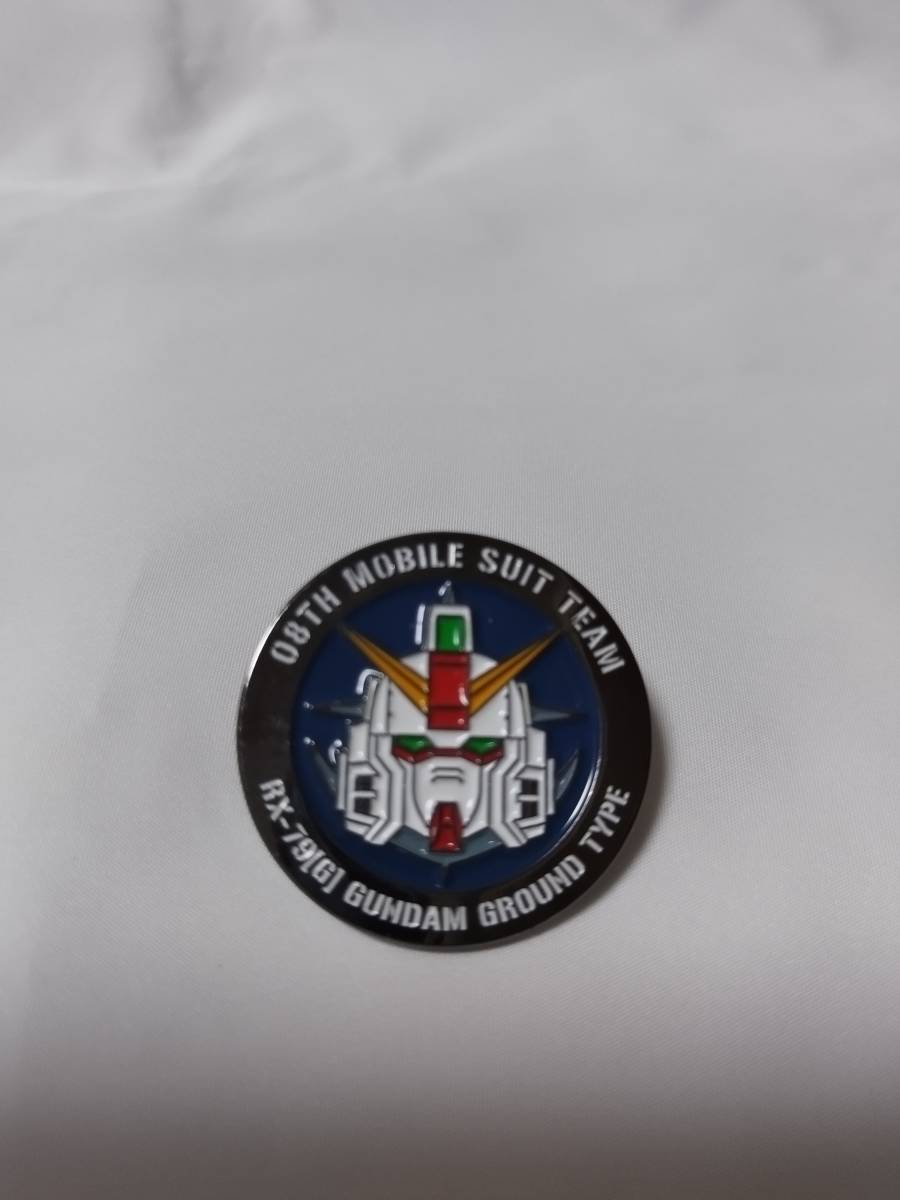 08TH MOBILE SUIT TEAM
RX-79[G] GUNDAM GROUND TYPE